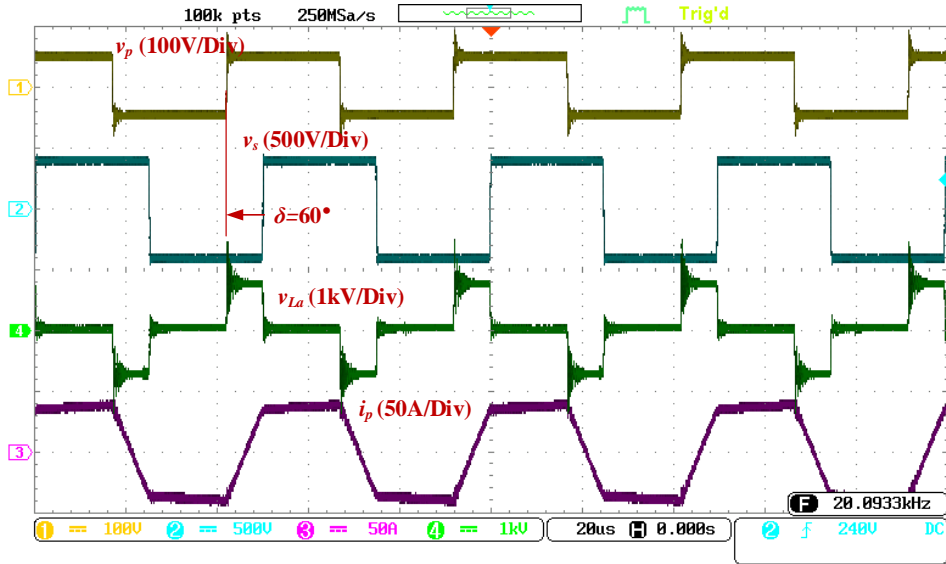 100k pts 250MSa/s Trig'd
v_p (100V/Div)
1
v_s (500V/Div)
2
δ=60°
v_La (1kV/Div)
4
i_p (50A/Div)
3
F 20.0933kHz
1 100V 2 500V 3 50A 4 1kV 20us H 0.000s 2 240V DC